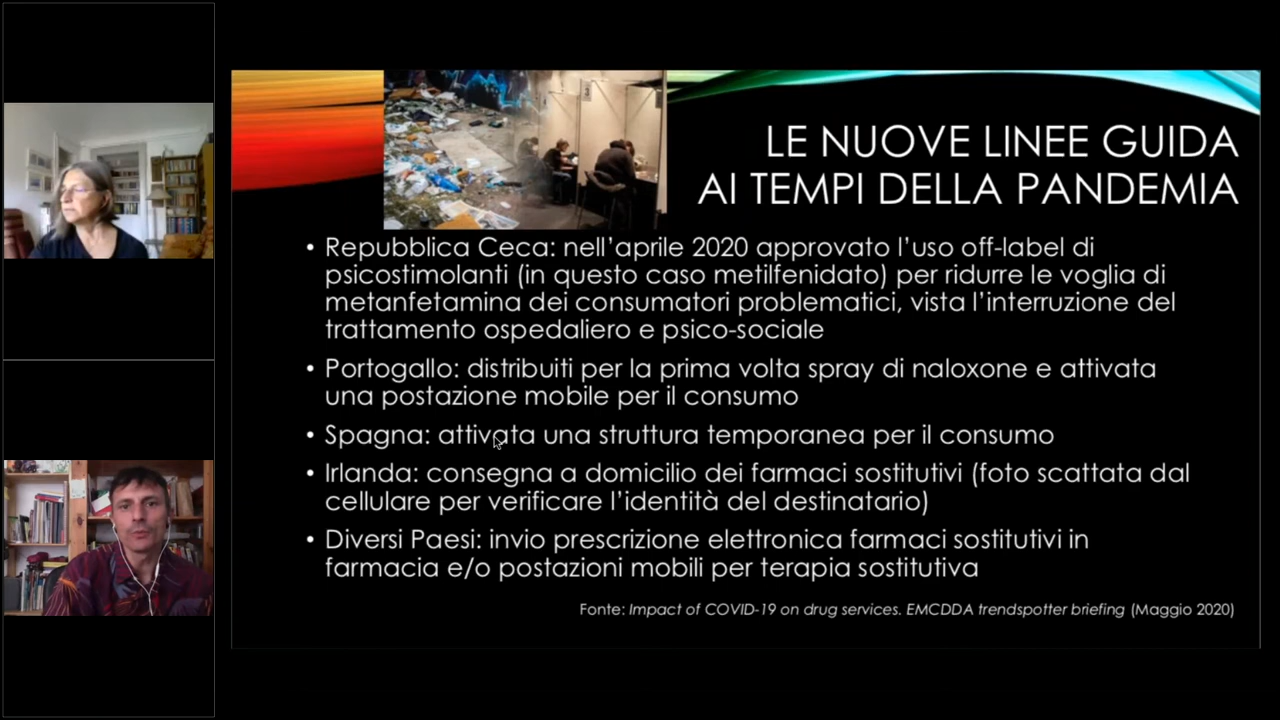 LE NUOVE LINEE GUIDA
AI TEMPI DELLA PANDEMIA
• Repubblica Ceca: nell’aprile 2020 approvato l’uso off-label di
psicostimolanti (in questo caso metilfenidato) per ridurre le voglia di
metanfetamina dei consumatori problematici, vista l’interruzione del
trattamento ospedaliero e psico-sociale
• Portogallo: distribuiti per la prima volta spray di naloxone e attivata
una postazione mobile per il consumo
• Spagna: attivata una struttura temporanea per il consumo
• Irlanda: consegna a domicilio dei farmaci sostitutivi (foto scattata dal
cellulare per verificare l’identità del destinatario)
• Diversi Paesi: invio prescrizione elettronica farmaci sostitutivi in
farmacia e/o postazioni mobili per terapia sostitutiva
Fonte: Impact of COVID-19 on drug services. EMCDDA trendspotter briefing (Maggio 2020)